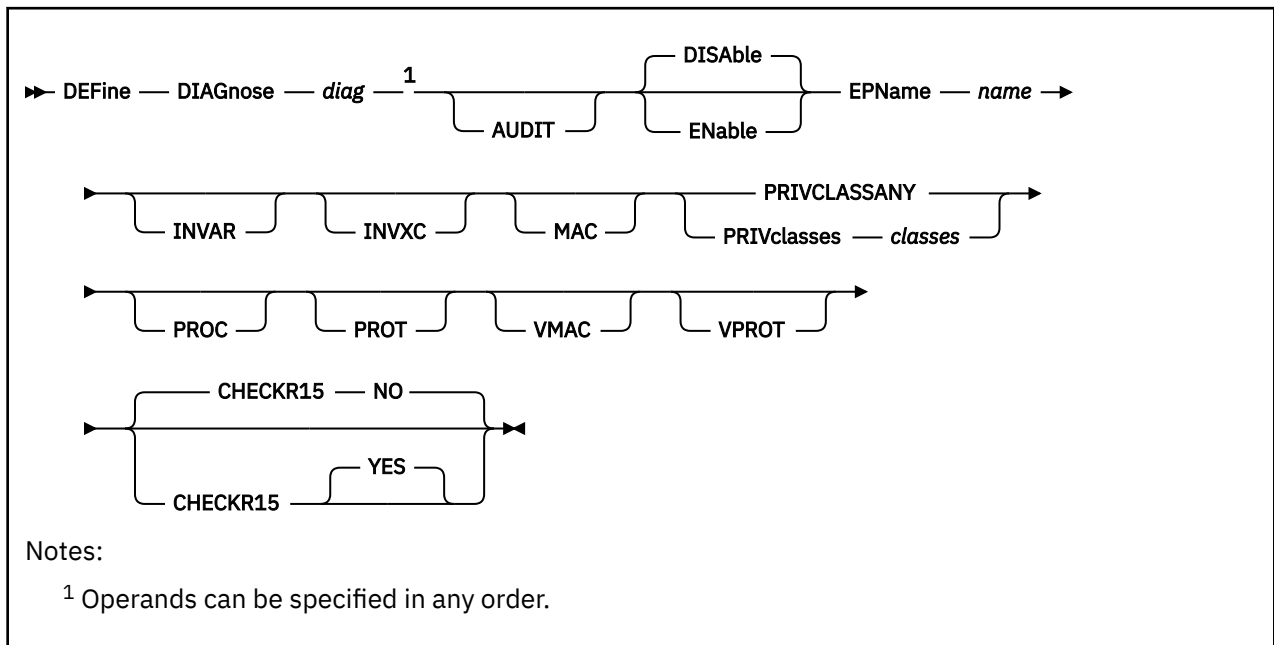 DISAble
DEFine DIAGnose diag 1 EPName name
AUDIT ENable
PRIVCLASSANY
INVAR INVXC MAC PRIVclasses classes
PROC PROT VMAC VPROT
CHECKR15 NO
YES
CHECKR15
Notes:
1 Operands can be specified in any order.